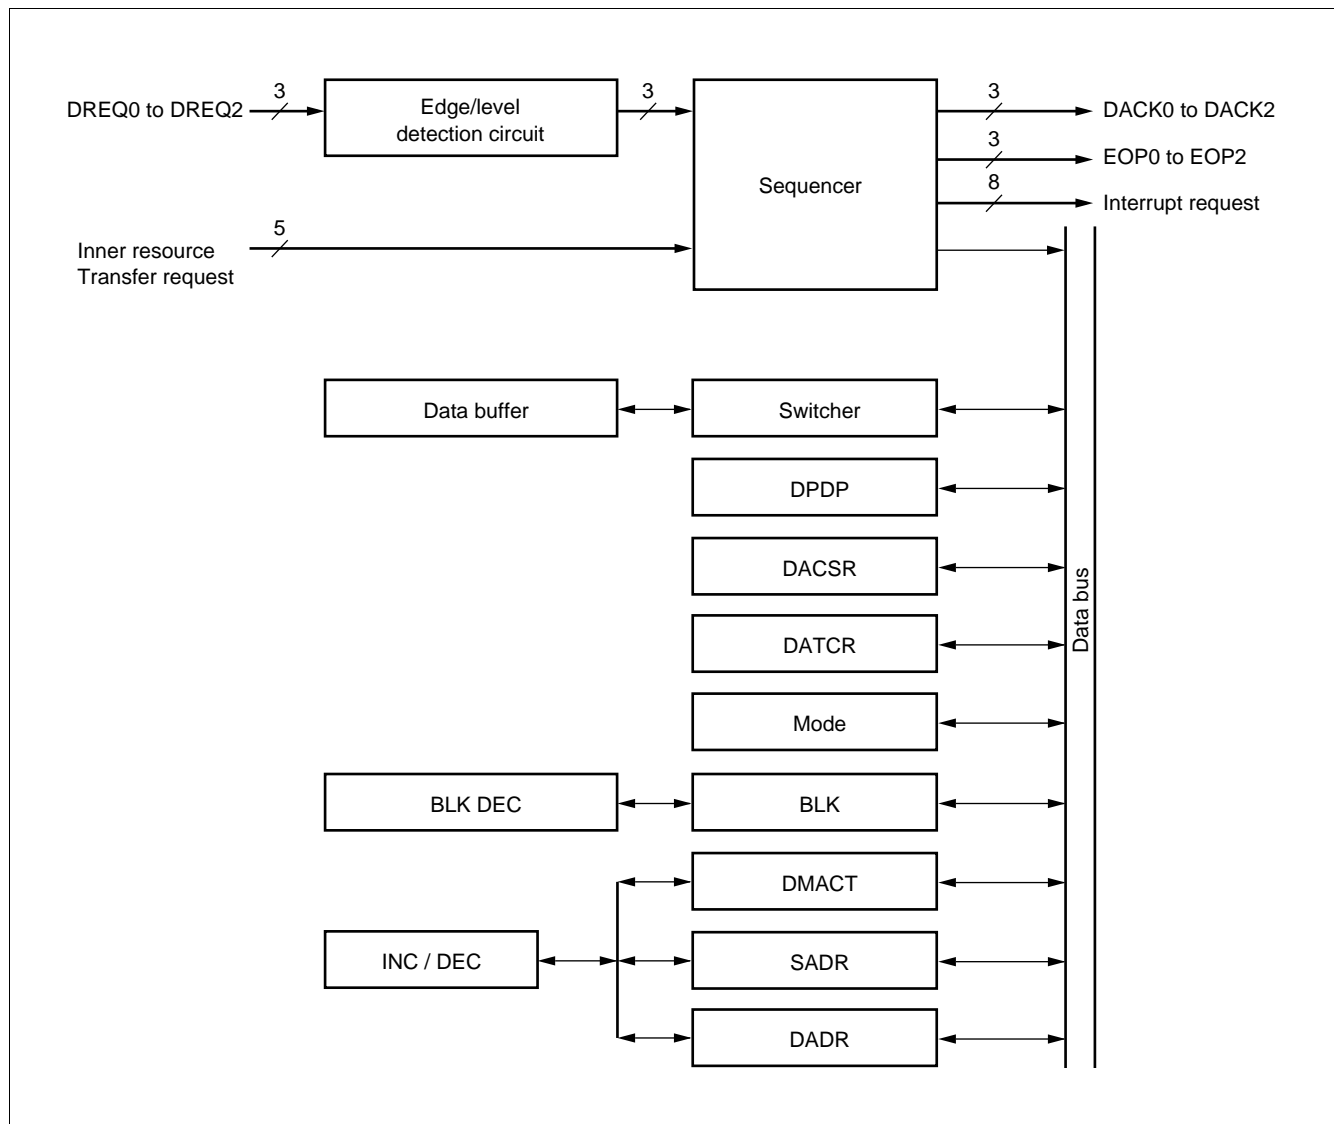 DREQ0 to DREQ2
3
Edge/level
detection circuit
3
Sequencer
3
DACK0 to DACK2
3
EOP0 to EOP2
8
Interrupt request
5
Inner resource
Transfer request
Data buffer
Switcher
DPDP
DACSR
DATCR
Data bus
Mode
BLK DEC
BLK
DMACT
INC / DEC
SADR
DADR